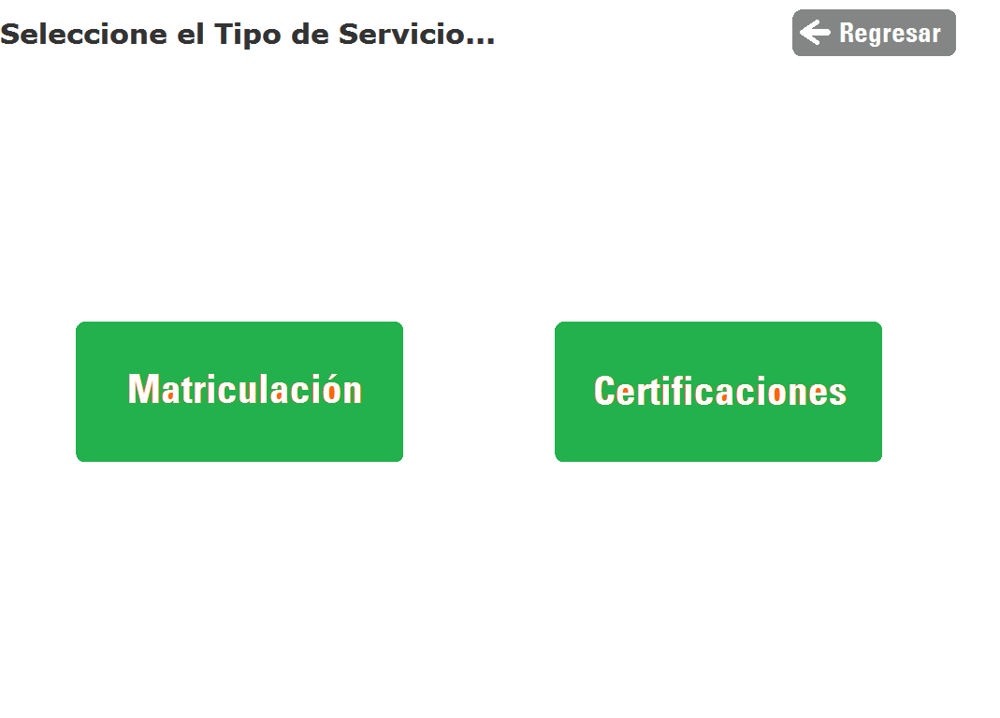 Seleccione el Tipo de Servicio...
Regresar
Matriculación
Certificaciones